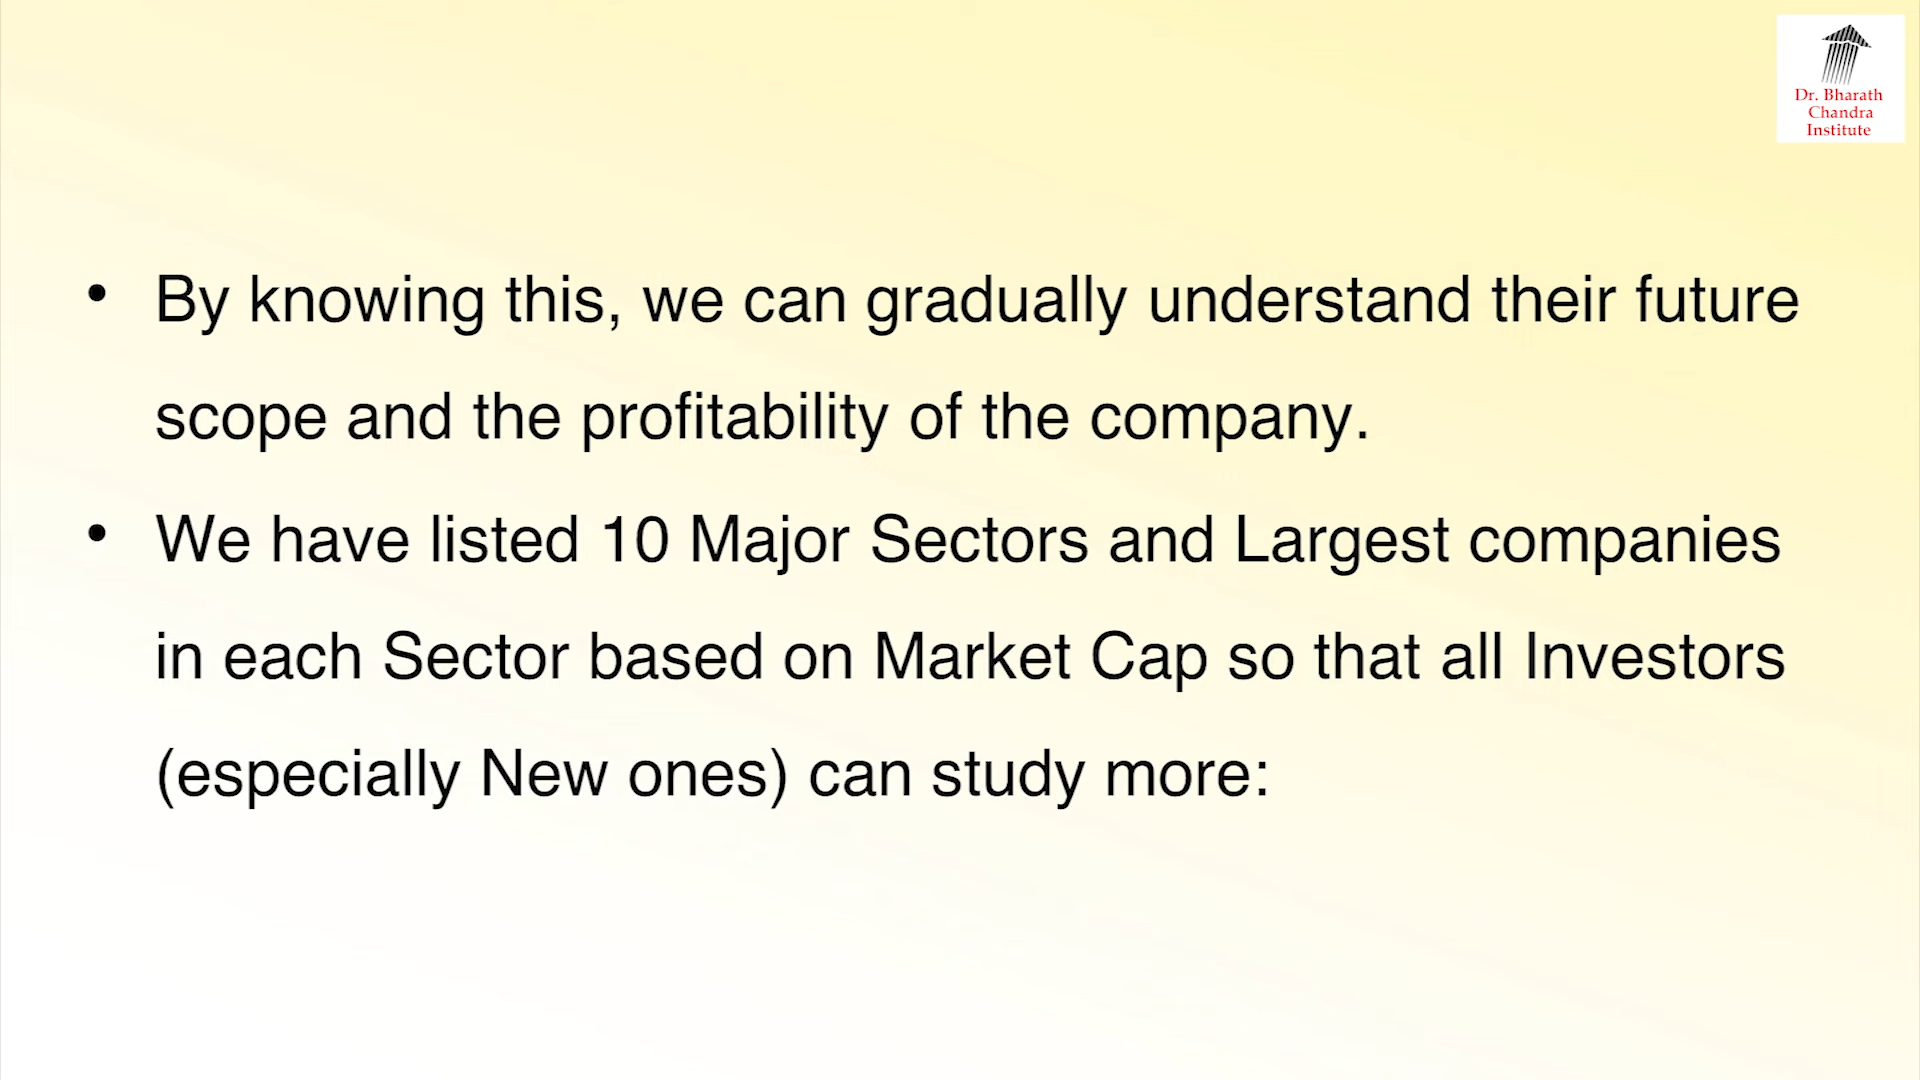 Dr. Bharath
Chandra
Institute
• By knowing this, we can gradually understand their future
scope and the profitability of the company.
• We have listed 10 Major Sectors and Largest companies
in each Sector based on Market Cap so that all Investors
(especially New ones) can study more: